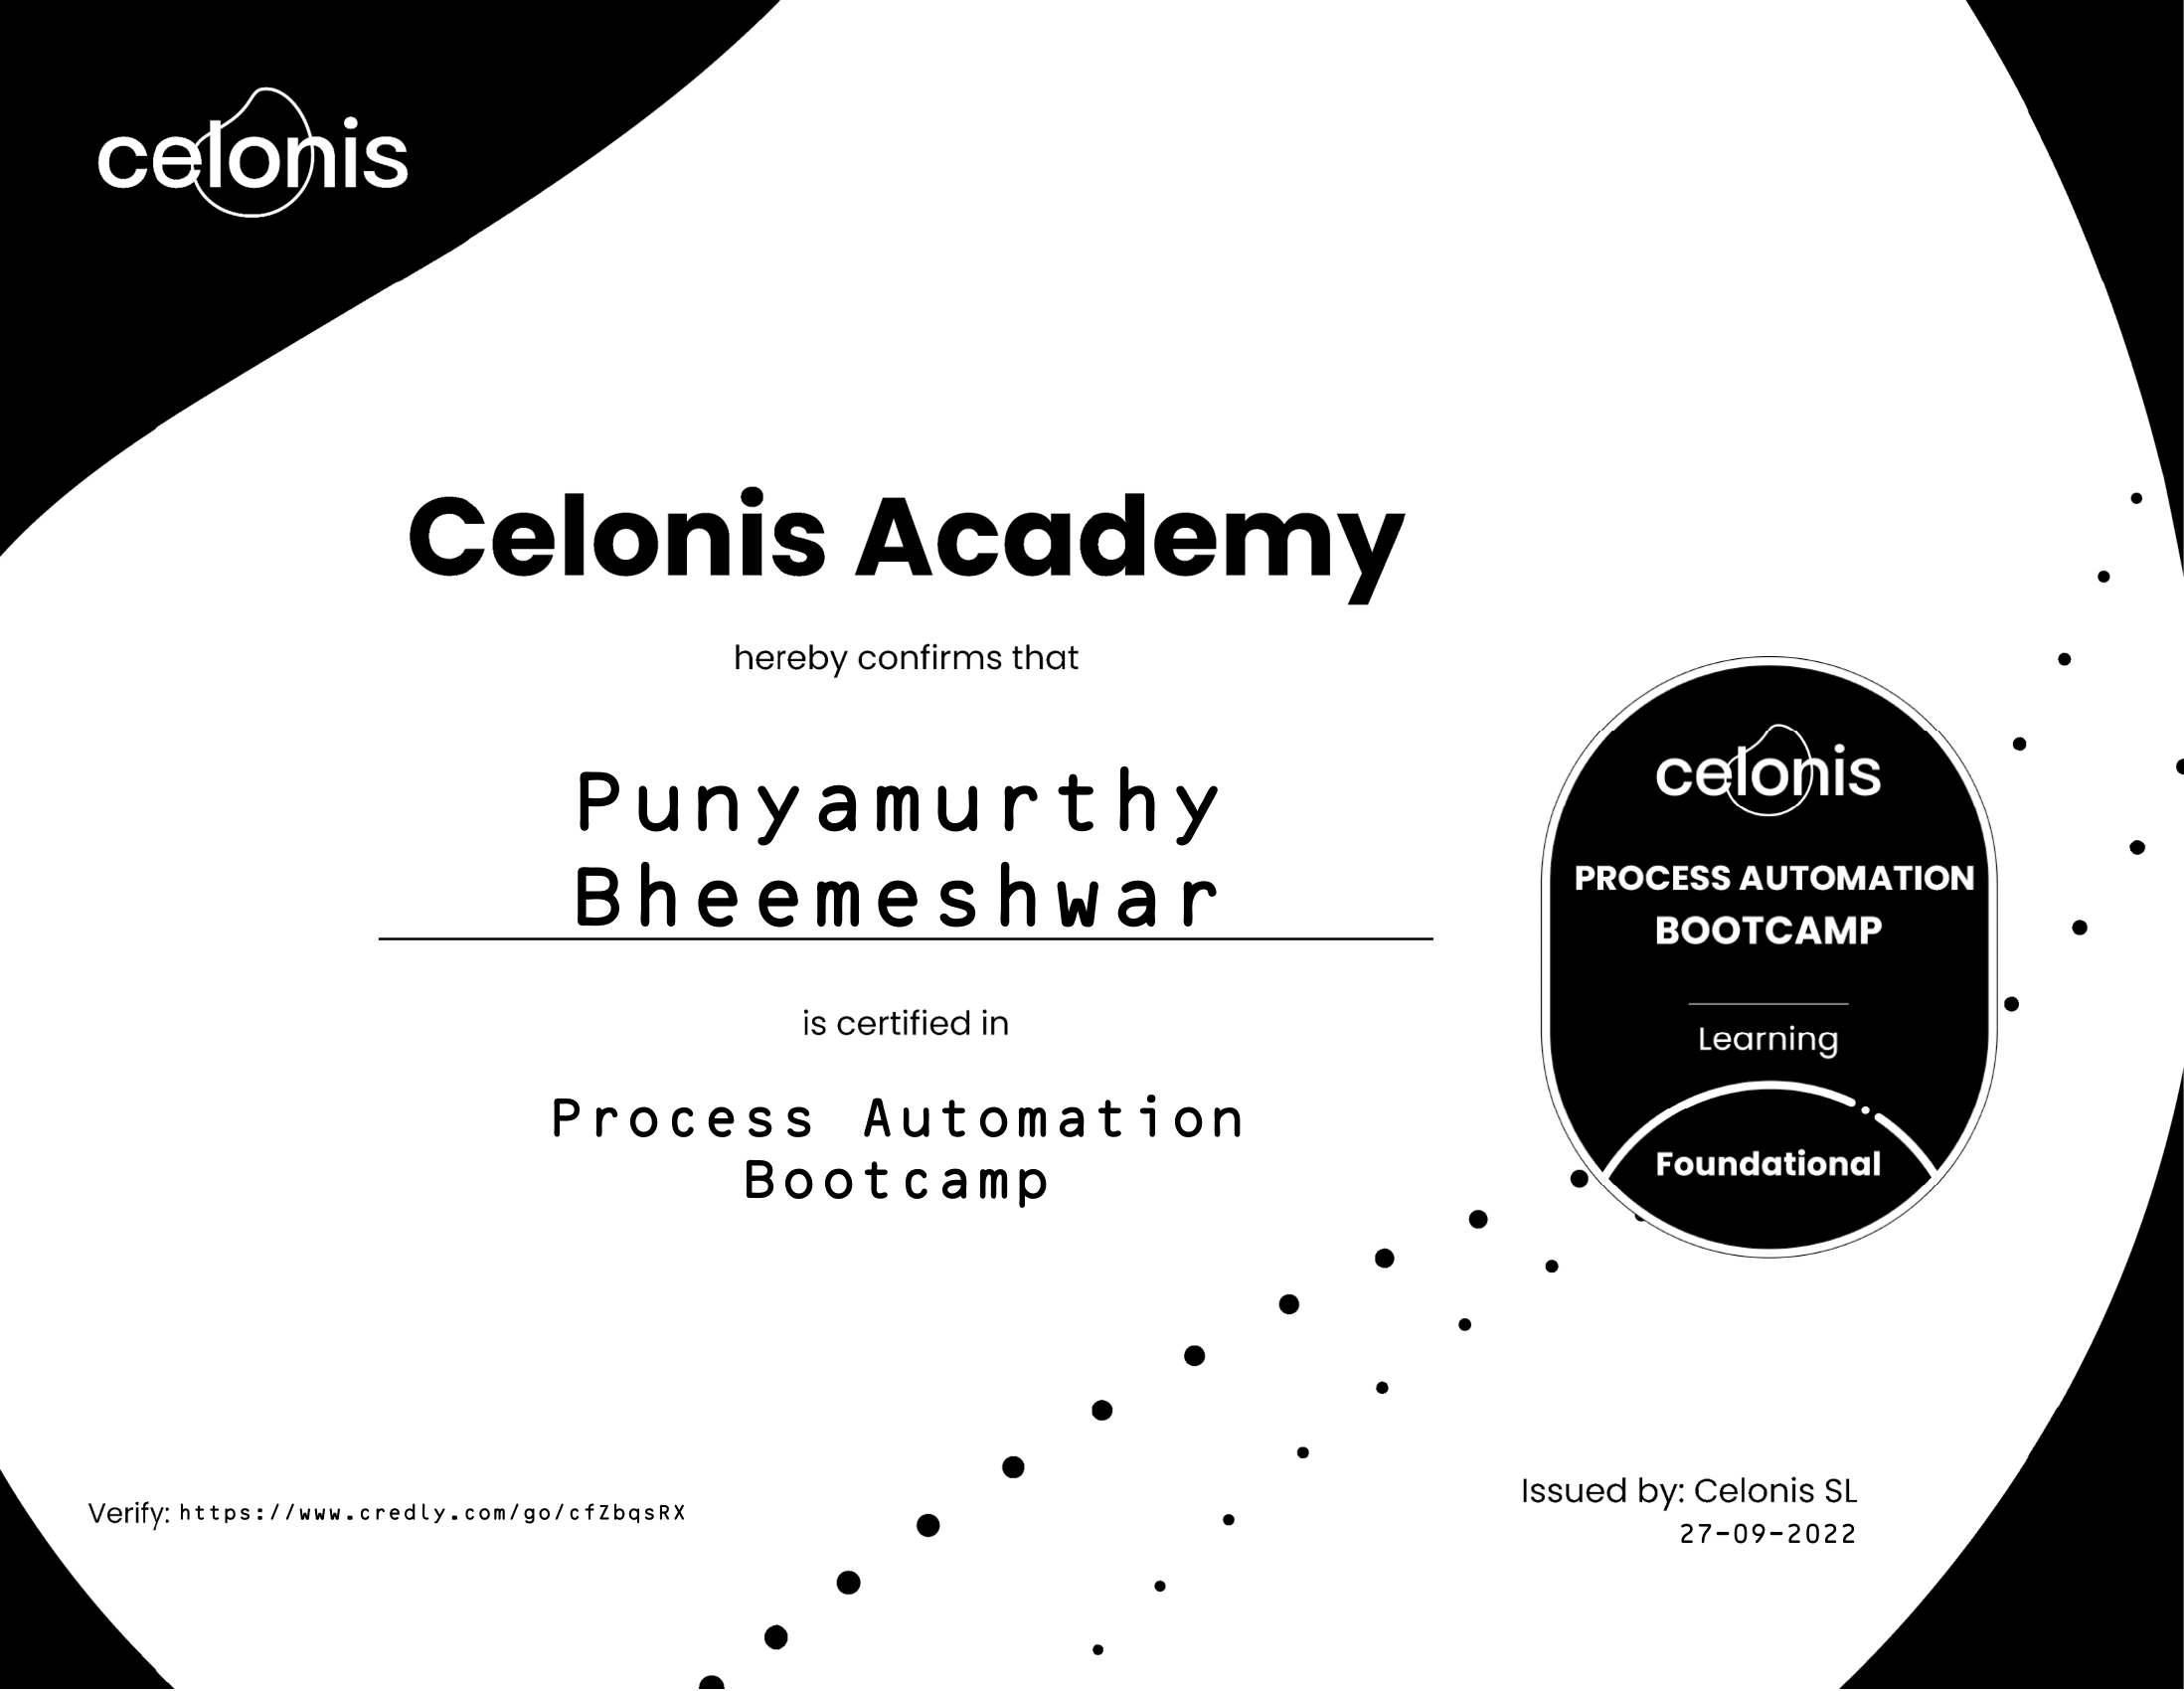 celonis
Celonis Academy
hereby confirms that
Punyamurthy
Bheemeshwar
is certified in
Process Automation
Bootcamp
celonis
PROCESS AUTOMATION
BOOTCAMP
Learning
Foundational
Verify: https://www.credly.com/go/cfZbqsRX
Issued by: Celonis SL
27-09-2022